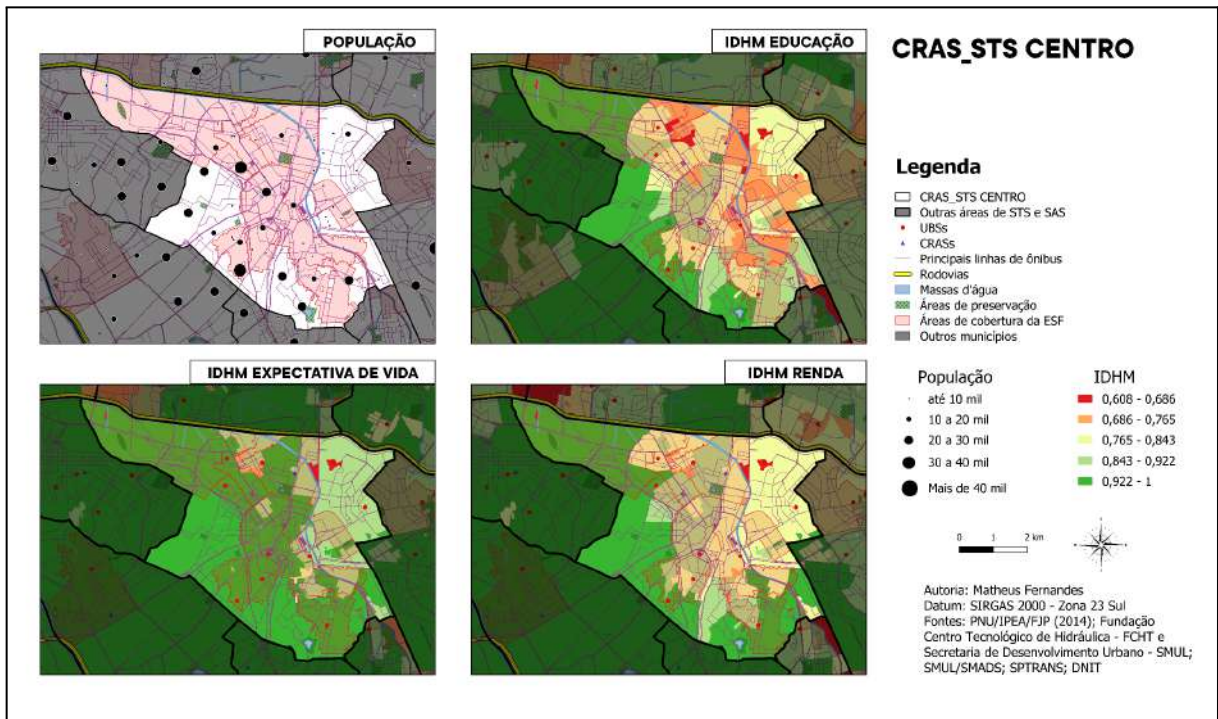 POPULAÇÃO
IDHM EDUCAÇÃO
CRAS_STS CENTRO
Legenda
CRAS_STS CENTRO
Outras áreas de STS e SAS
UBSs
CRASs
Principais linhas de ônibus
Rodovias
Massas d'água
Áreas de preservação
Áreas de cobertura da ESF
Outros municípios
IDHM EXPECTATIVA DE VIDA
IDHM RENDA
População
até 10 mil
10 a 20 mil
20 a 30 mil
30 a 40 mil
Mais de 40 mil
IDHM
0,608 - 0,686
0,686 - 0,765
0,765 - 0,843
0,843 - 0,922
0,922 - 1
0 1 2 km
Autoria: Matheus Fernandes
Datum: SIRGAS 2000 - Zona 23 Sul
Fontes: PNU/IPEA/FJP (2014); Fundação
Centro Tecnológico de Hidráulica - FCHT e
Secretaria de Desenvolvimento Urbano - SMUL;
SMUL/SMADS; SPTRANS; DNIT